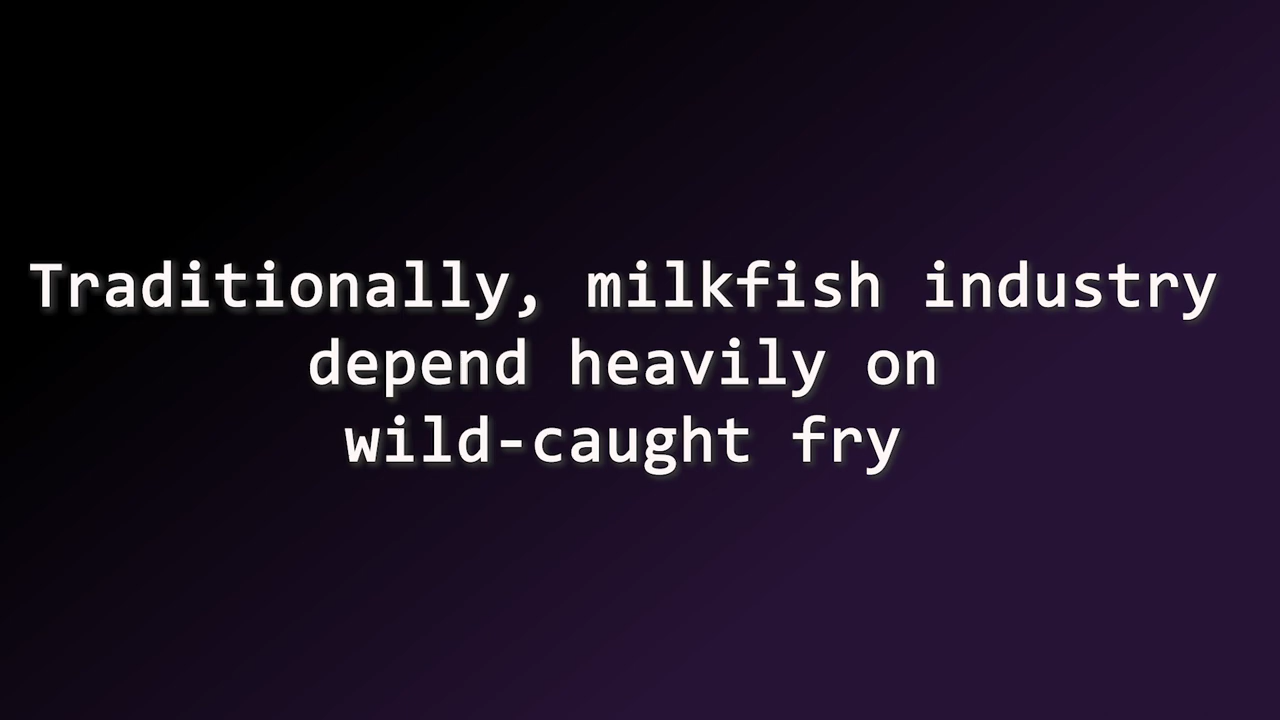 Traditionally, milkfish industry
depend heavily on
wild-caught fry